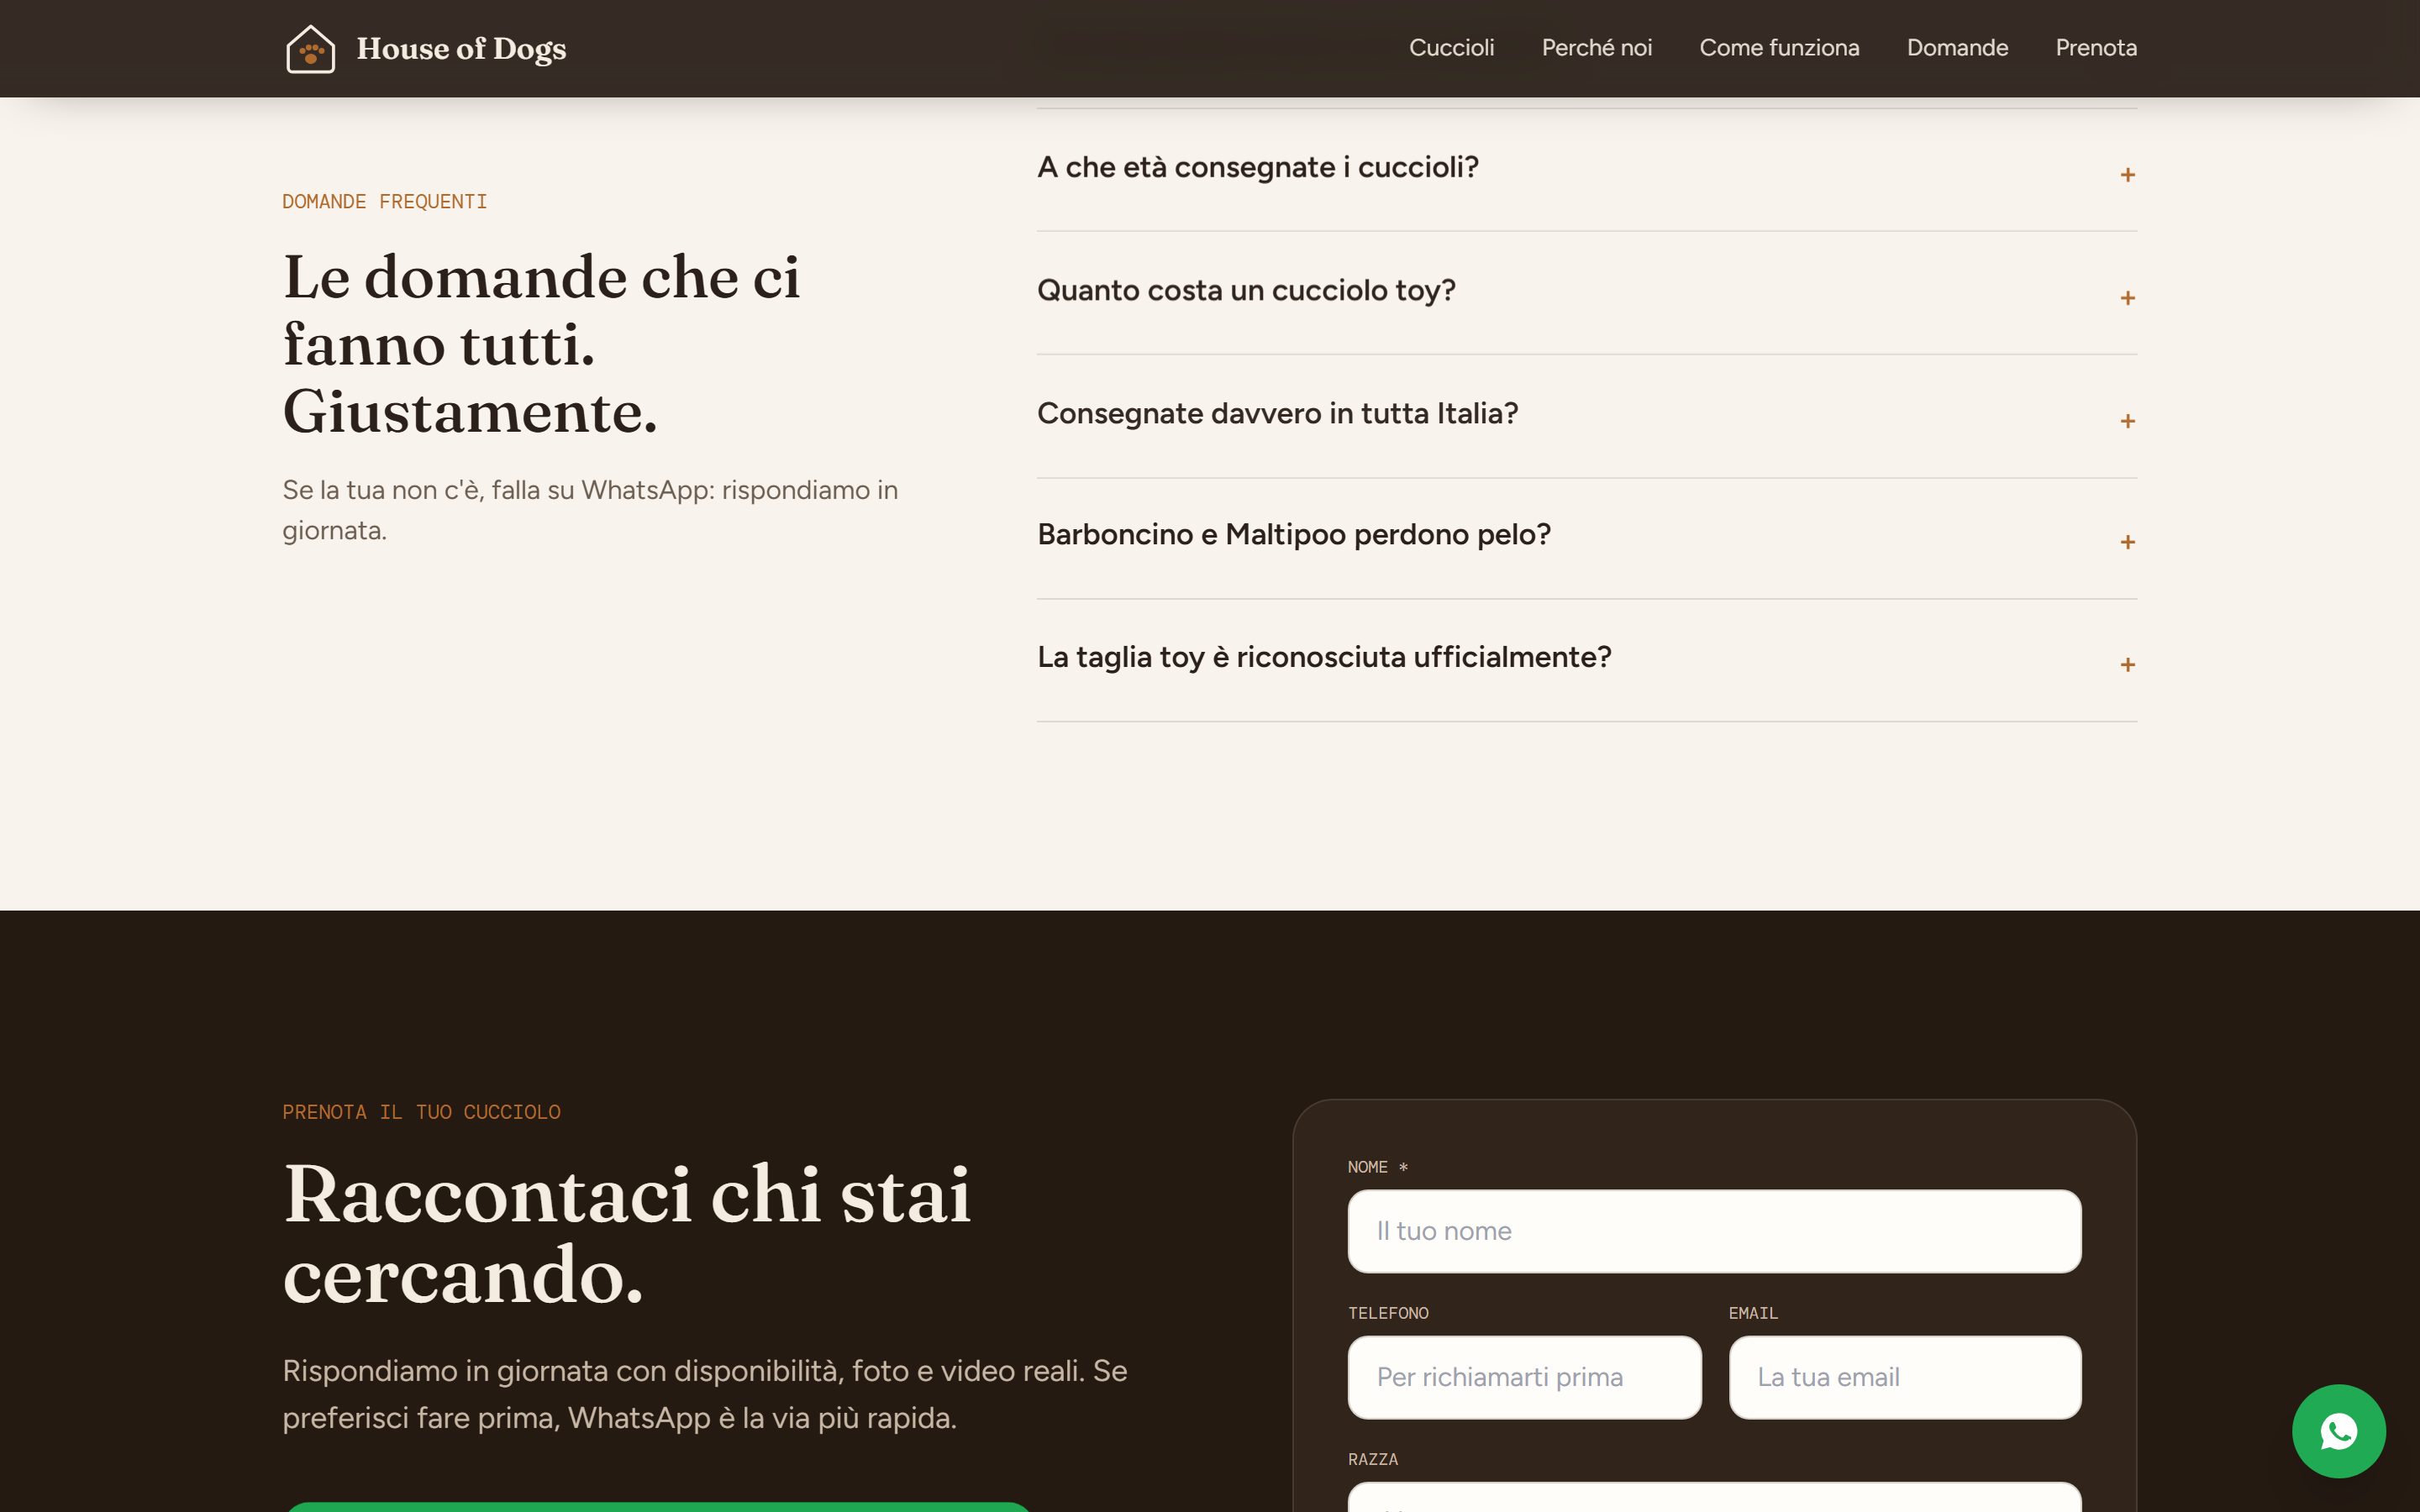 House of Dogs
Cuccioli
Perché noi
Come funziona
Domande
Prenota
DOMANDE FREQUENTI
Le domande che ci
fanno tutti.
Giustamente.
Se la tua non c'è, falla su WhatsApp: rispondiamo in
giornata.
A che età consegnate i cuccioli?
+
Quanto costa un cucciolo toy?
+
Consegnate davvero in tutta Italia?
+
Barboncino e Maltipoo perdono pelo?
+
La taglia toy è riconosciuta ufficialmente?
+
PRENOTA IL TUO CUCCIOLO
Raccontaci chi stai
cercando.
Rispondiamo in giornata con disponibilità, foto e video reali. Se
preferisci fare prima, WhatsApp è la via più rapida.
NOME *
Il tuo nome
TELEFONO
Per richiamarti prima
EMAIL
La tua email
RAZZA